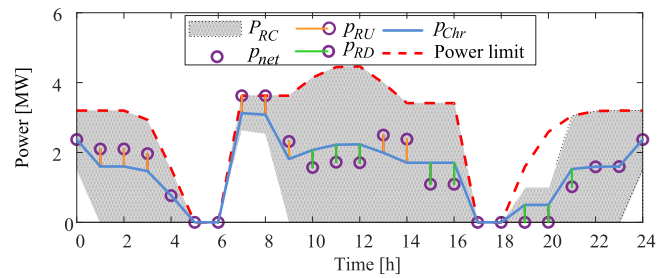 P_RC p_RU p_Chr
p_net p_RD Power limit
Power [MW]
6
4
2
0
0 2 4 6 8 10 12 14 16 18 20 22 24
Time [h]